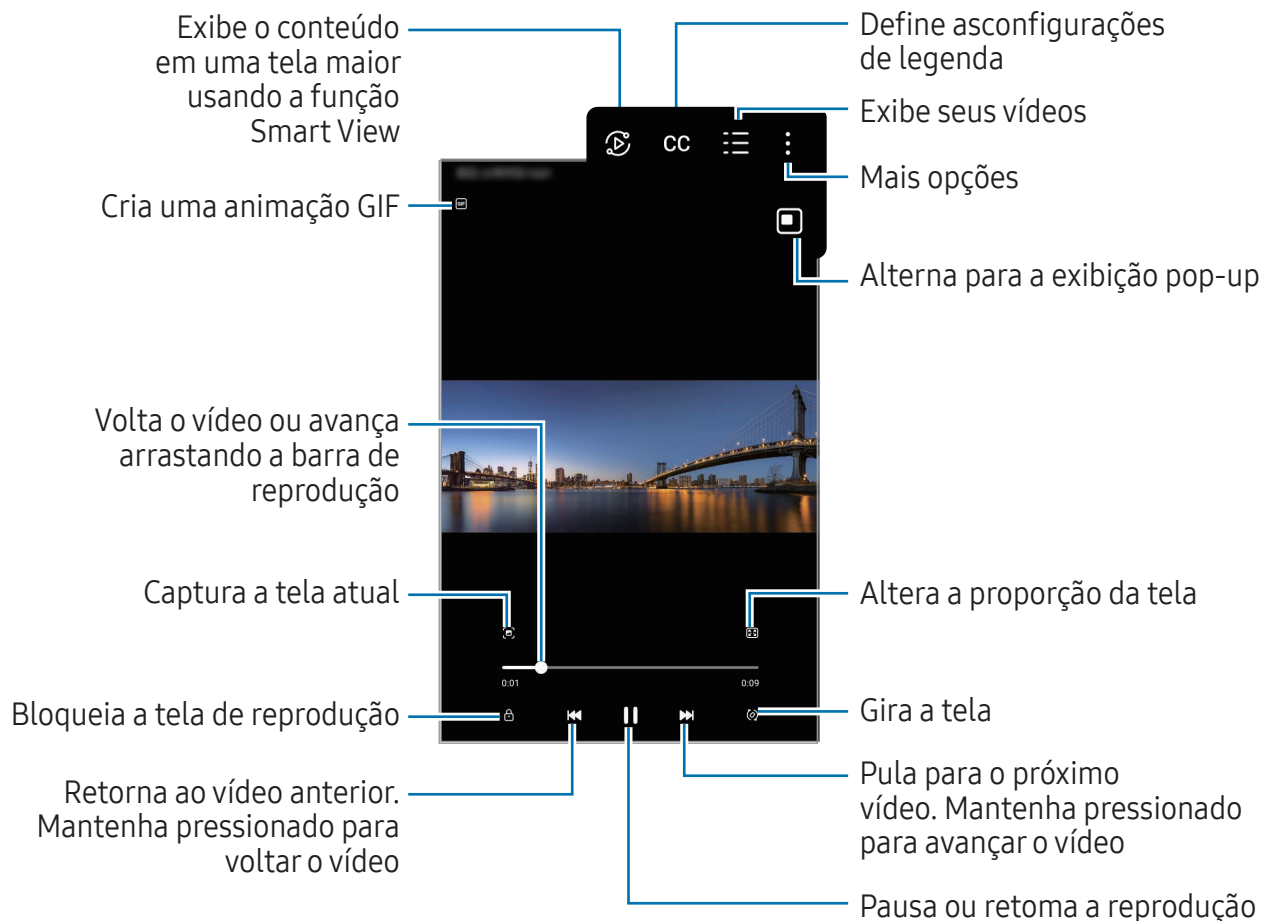 Exibe o conteúdo
em uma tela maior
usando a função
Smart View
Define asconfigurações
de legenda
Exibe seus vídeos
CC
Mais opções
Cria uma animação GIF
GIF
Alterna para a exibição pop-up
Volta o vídeo ou avança
arrastando a barra de
reprodução
Captura a tela atual
Altera a proporção da tela
0:01
0:09
Bloqueia a tela de reprodução
Gira a tela
Retorna ao vídeo anterior.
Mantenha pressionado para
voltar o vídeo
Pula para o próximo
vídeo. Mantenha pressionado
para avançar o vídeo
Pausa ou retoma a reprodução